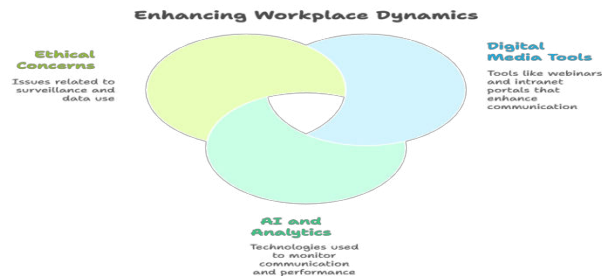 Enhancing Workplace Dynamics
Ethical
Concerns
Issues related to
surveillance and
data use
Digital
Media Tools
Tools like webinars
and intranet
portals that
enhance
communication
AI and
Analytics
Technologies used
to monitor
communication
and performance